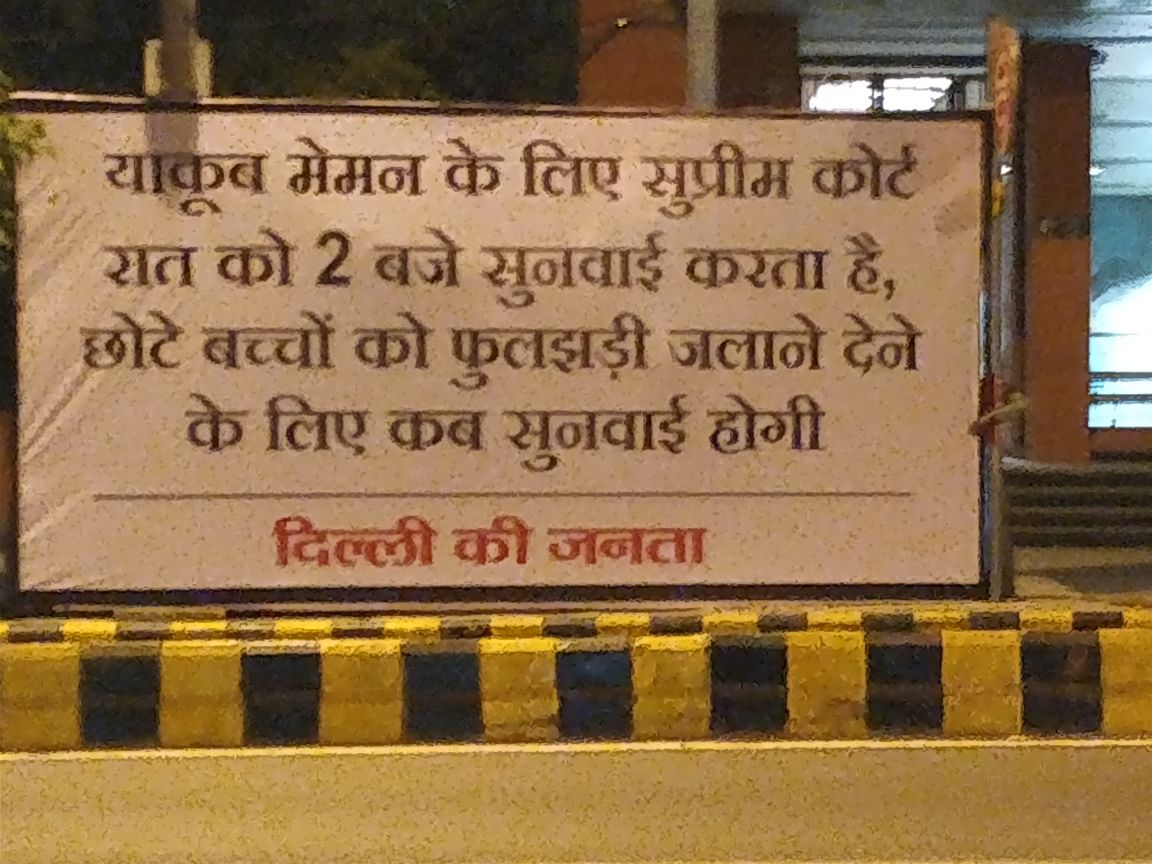 याकूब मेमन के लिए सुप्रीम कोर्ट
रात को 2 बजे सुनवाई करता है,
छोटे बच्चों को फुलझड़ी जलाने देने
के लिए कब सुनवाई होगी
दिल्ली की जनता